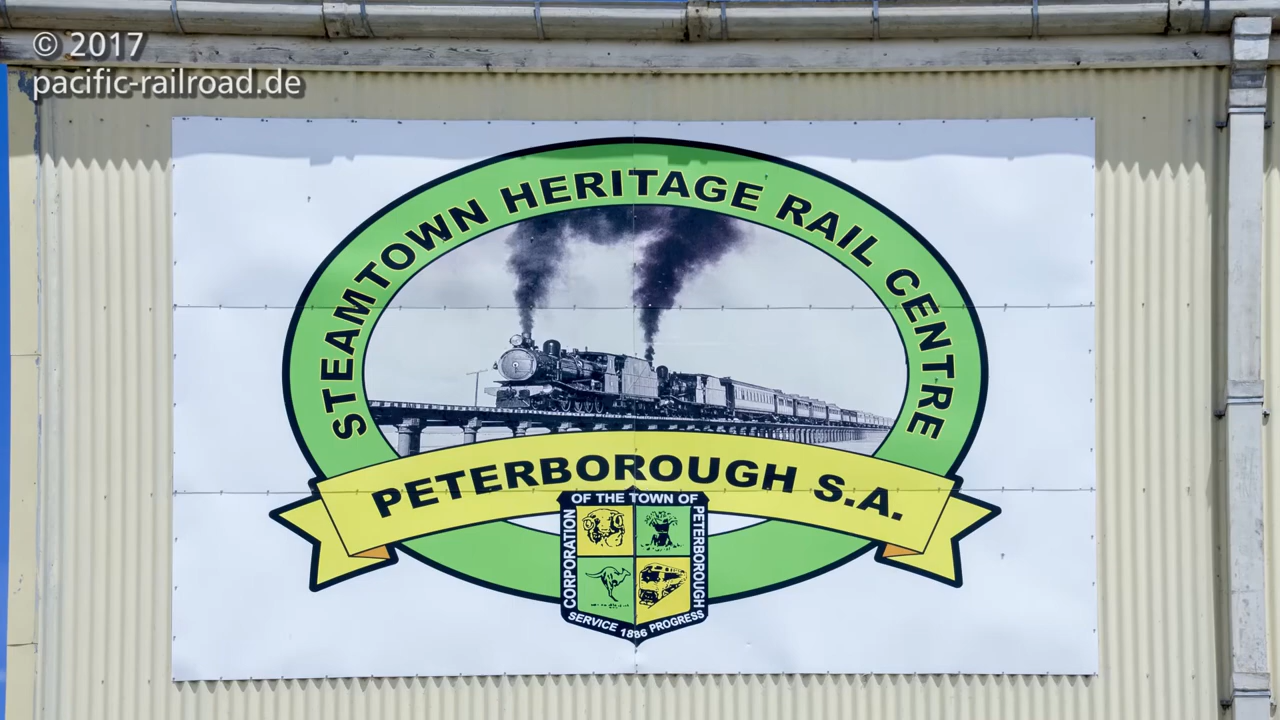 © 2017
pacific-railroad.de
STEAMTOWN HERITAGE RAIL CENTRE
PETERBOROUGH S.A.
CORPORATION OF THE TOWN OF PETERBOROUGH
SERVICE 1886 PROGRESS